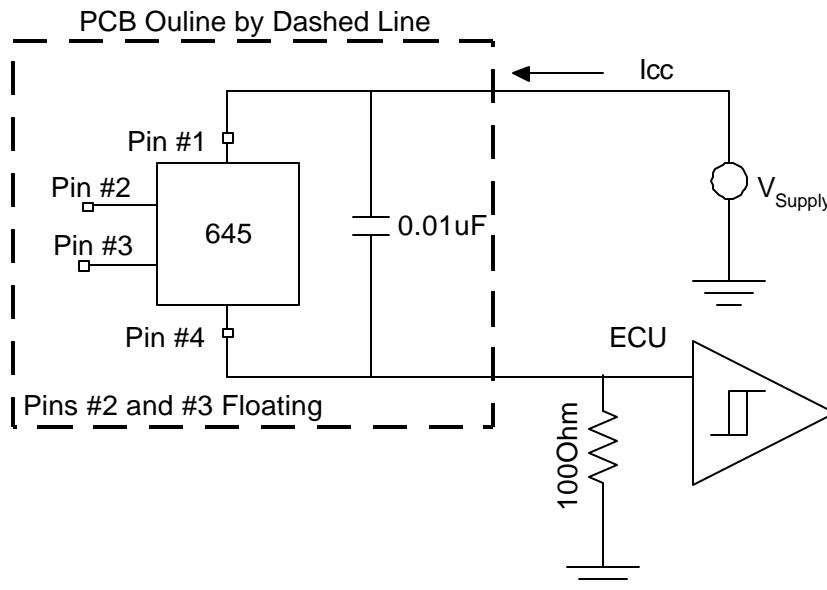 PCB Ouline by Dashed Line
Icc
Pin #1
Pin #2
V Supply
645
0.01uF
Pin #3
Pin #4
ECU
Pins #2 and #3 Floating
100Ohm